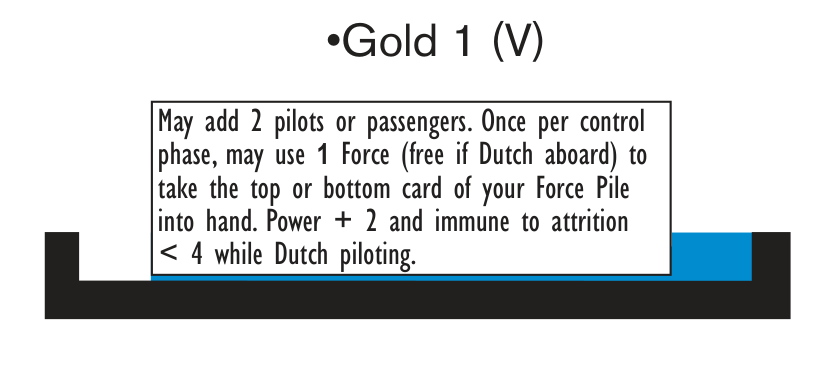 •Gold 1 (V)
May add 2 pilots or passengers. Once per control
phase, may use 1 Force (free if Dutch aboard) to
take the top or bottom card of your Force Pile
into hand. Power + 2 and immune to attrition
< 4 while Dutch piloting.